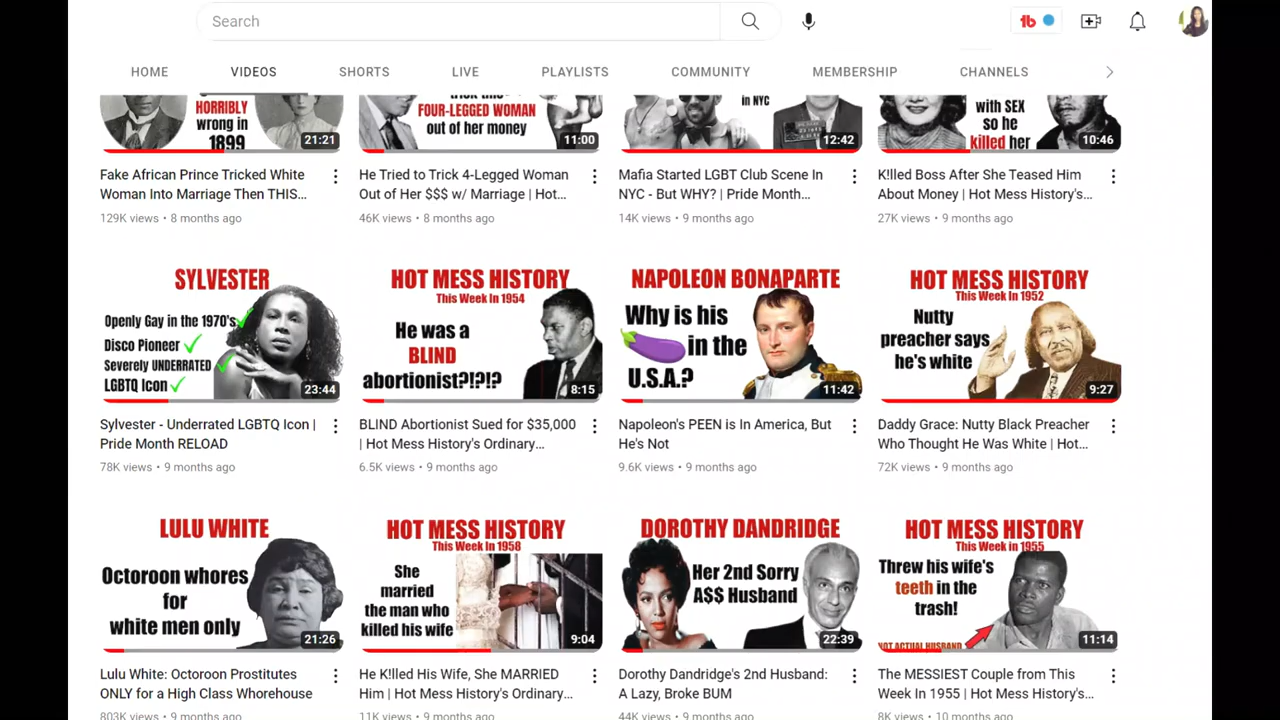 Search
HOME
VIDEOS
SHORTS
LIVE
PLAYLISTS
COMMUNITY
MEMBERSHIP
CHANNELS
HORRIBLY
wrong in
1899
21:21
FOUR-LEGGED WOMAN
out of her money
11:00
in NYC
12:42
with SEX
so he
killed her
10:46
Fake African Prince Tricked White
Woman Into Marriage Then THIS...
129K views • 8 months ago
He Tried to Trick 4-Legged Woman
Out of Her $$$ w/ Marriage | Hot...
46K views • 8 months ago
Mafia Started LGBT Club Scene In
NYC - But WHY? | Pride Month...
14K views • 9 months ago
K!lled Boss After She Teased Him
About Money | Hot Mess History's...
27K views • 9 months ago
SYLVESTER
Openly Gay in the 1970's
Disco Pioneer
Severely UNDERRATED
LGBTQ Icon
23:44
HOT MESS HISTORY
This Week In 1954
He was a
BLIND
abortionist?!?!?
8:15
NAPOLEON BONAPARTE
Why is his
in the
U.S.A.?
11:42
HOT MESS HISTORY
This Week In 1952
Nutty
preacher says
he's white
9:27
Sylvester - Underrated LGBTQ Icon |
Pride Month RELOAD
78K views • 9 months ago
BLIND Abortionist Sued for $35,000
| Hot Mess History's Ordinary...
6.5K views • 9 months ago
Napoleon's PEEN is In America, But
He's Not
9.6K views • 9 months ago
Daddy Grace: Nutty Black Preacher
Who Thought He Was White | Hot...
72K views • 9 months ago
LULU WHITE
Octoroon whores
for
white men only
21:26
HOT MESS HISTORY
This Week In 1958
She
married
the man who
killed his wife
9:04
DOROTHY DANDRIDGE
Her 2nd Sorry
A$$ Husband
22:39
HOT MESS HISTORY
This Week in 1955
Threw his wife's
teeth in the
trash!
NOT ACTUAL HUSBAND
11:14
Lulu White: Octoroon Prostitutes
ONLY for a High Class Whorehouse
803K views • 9 months ago
He K!lled His Wife, She MARRIED
Him | Hot Mess History's Ordinary...
11K views • 9 months ago
Dorothy Dandridge's 2nd Husband:
A Lazy, Broke BUM
44K views • 9 months ago
The MESSIEST Couple from This
Week In 1955 | Hot Mess History's...
8K views • 10 months ago